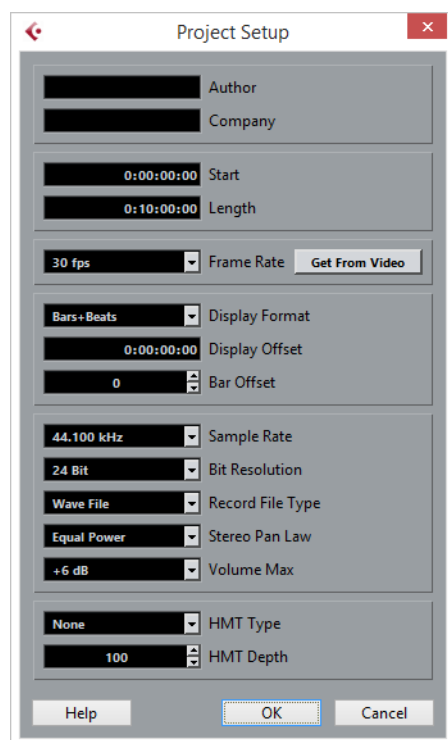 Project Setup
Author
Company
0:00:00:00 Start
0:10:00:00 Length
30 fps Frame Rate Get From Video
Bars+Beats Display Format
0:00:00:00 Display Offset
0 Bar Offset
44.100 kHz Sample Rate
24 Bit Bit Resolution
Wave File Record File Type
Equal Power Stereo Pan Law
+6 dB Volume Max
None HMT Type
100 HMT Depth
Help OK Cancel